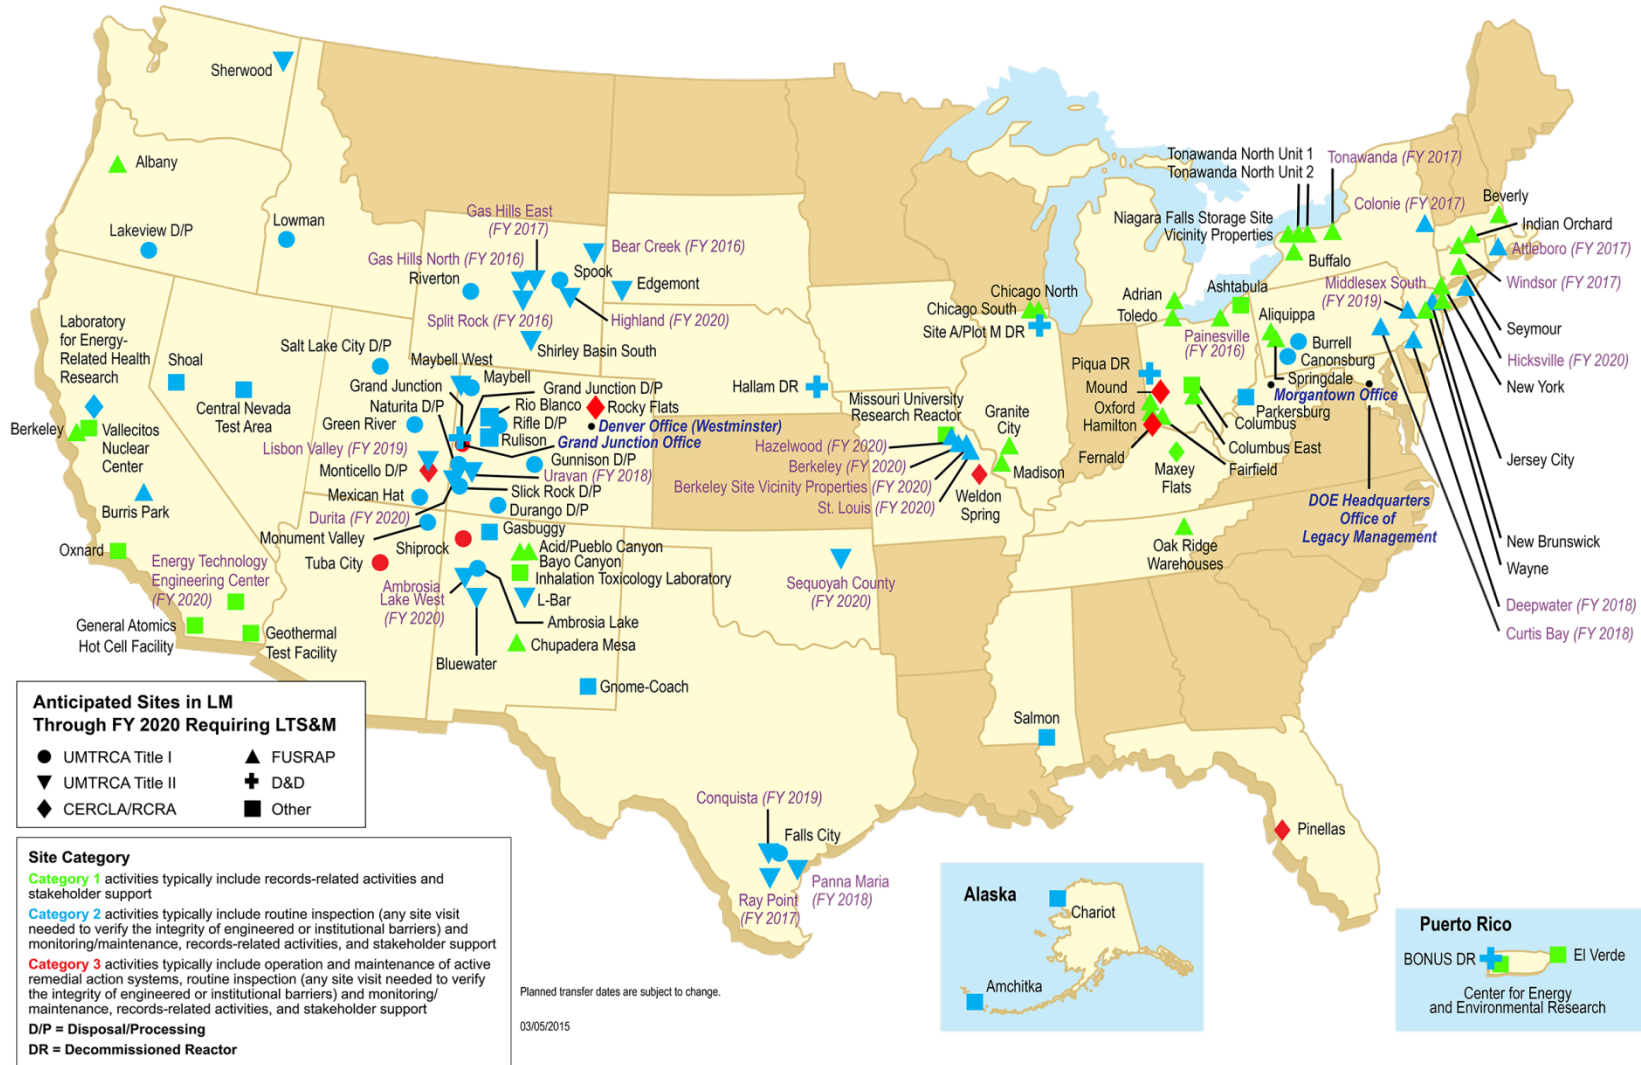 Sherwood
Albany
Lakeview D/P
Lowman
Gas Hills East
(FY 2017)
Gas Hills North (FY 2016)
Riverton
Bear Creek (FY 2016)
Spook
Edgemont
Split Rock (FY 2016)
Highland (FY 2020)
Shirley Basin South
Laboratory
for Energy-
Related Health
Research
Shoal
Central Nevada
Test Area
Berkeley
Vallecitos
Nuclear
Center
Burris Park
Oxnard
Energy Technology
Engineering Center
(FY 2020)
General Atomics
Hot Cell Facility
Geothermal
Test Facility
Salt Lake City D/P
Maybell West
Maybell
Grand Junction
Grand Junction D/P
Naturita D/P
Rio Blanco
Rocky Flats
Green River
Rifle D/P
Denver Office (Westminster)
Rulison
Grand Junction Office
Lisbon Valley (FY 2019)
Gunnison D/P
Monticello D/P
Uravan (FY 2018)
Mexican Hat
Slick Rock D/P
Durita (FY 2020)
Durango D/P
Monument Valley
Gasbuggy
Shiprock
Tuba City
Acid/Pueblo Canyon
Bayo Canyon
Inhalation Toxicology Laboratory
Ambrosia
Lake West
(FY 2020)
L-Bar
Ambrosia Lake
Bluewater
Chupadera Mesa
Gnome-Coach
Hallam DR
Chicago North
Chicago South
Site A/Plot M DR
Missouri University
Research Reactor
Granite
City
Hazelwood (FY 2020)
Berkeley (FY 2020)
Madison
Berkeley Site Vicinity Properties (FY 2020)
St. Louis (FY 2020)
Weldon
Spring
Sequoyah County
(FY 2020)
Salmon
Conquista (FY 2019)
Falls City
Ray Point
(FY 2017)
Panna Maria
(FY 2018)
Adrian
Toledo
Painesville
(FY 2016)
Ashtabula
Piqua DR
Mound
Oxford
Hamilton
Fernald
Columbus
Columbus East
Fairfield
Maxey
Flats
Oak Ridge
Warehouses
Pinellas
Aliquippa
Burrell
Canonsburg
Springdale
Morgantown Office
Parkersburg
DOE Headquarters
Office of
Legacy Management
Tonawanda North Unit 1
Tonawanda North Unit 2
Tonawanda (FY 2017)
Niagara Falls Storage Site
Vicinity Properties
Buffalo
Colonie (FY 2017)
Beverly
Indian Orchard
Attleboro (FY 2017)
Windsor (FY 2017)
Middlesex South
(FY 2019)
Seymour
Hicksville (FY 2020)
New York
Jersey City
New Brunswick
Wayne
Deepwater (FY 2018)
Curtis Bay (FY 2018)
Anticipated Sites in LM
Through FY 2020 Requiring LTS&M
UMTRCA Title I
FUSRAP
UMTRCA Title II
D&D
CERCLA/RCRA
Other
Site Category
Category 1 activities typically include records-related activities and
stakeholder support
Category 2 activities typically include routine inspection (any site visit
needed to verify the integrity of engineered or institutional barriers) and
monitoring/maintenance, records-related activities, and stakeholder support
Category 3 activities typically include operation and maintenance of active
remedial action systems, routine inspection (any site visit needed to verify
the integrity of engineered or institutional barriers) and monitoring/
maintenance, records-related activities, and stakeholder support
D/P = Disposal/Processing
DR = Decommissioned Reactor
Planned transfer dates are subject to change.
03/05/2015
Alaska
Chariot
Amchitka
Puerto Rico
BONUS DR
El Verde
Center for Energy
and Environmental Research